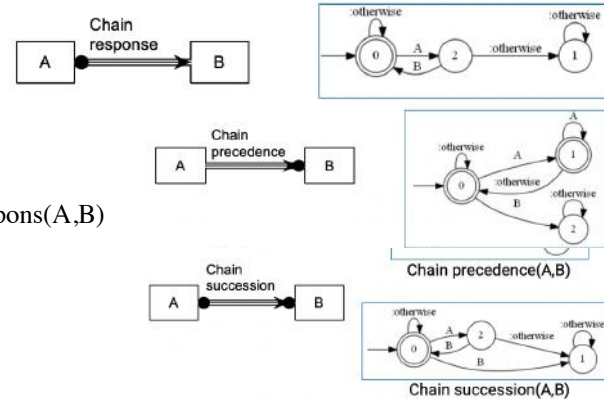 Chain
response
A
B
:otherwise
0
A
B
2
:otherwise
:otherwise
1
Chain
precedence
A
B
:otherwise
0
A
:otherwise
B
A
1
:otherwise
2
pons(A,B)
Chain precedence(A,B)
Chain
succession
A
B
:otherwise
0
A
B
2
:otherwise
B
:otherwise
1
Chain succession(A,B)